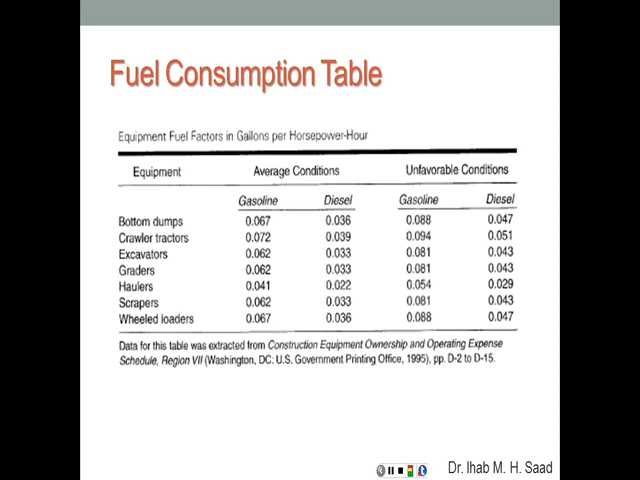 Fuel Consumption Table
Equipment Fuel Factors in Gallons per Horsepower-Hour
Equipment Average Conditions Unfavorable Conditions
Gasoline Diesel Gasoline Diesel
Bottom dumps 0.067 0.036 0.088 0.047
Crawler tractors 0.072 0.039 0.094 0.051
Excavators 0.062 0.033 0.081 0.043
Graders 0.062 0.033 0.081 0.043
Haulers 0.041 0.022 0.054 0.029
Scrapers 0.062 0.033 0.081 0.043
Wheeled loaders 0.067 0.036 0.088 0.047
Data for this table was extracted from Construction Equipment Ownership and Operating Expense
Schedule, Region VII (Washington, DC: U.S. Government Printing Office, 1995), pp. D-2 to D-15.
Dr. Ihab M. H. Saad